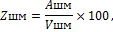 Zшм = Aшм / Vшм × 100,